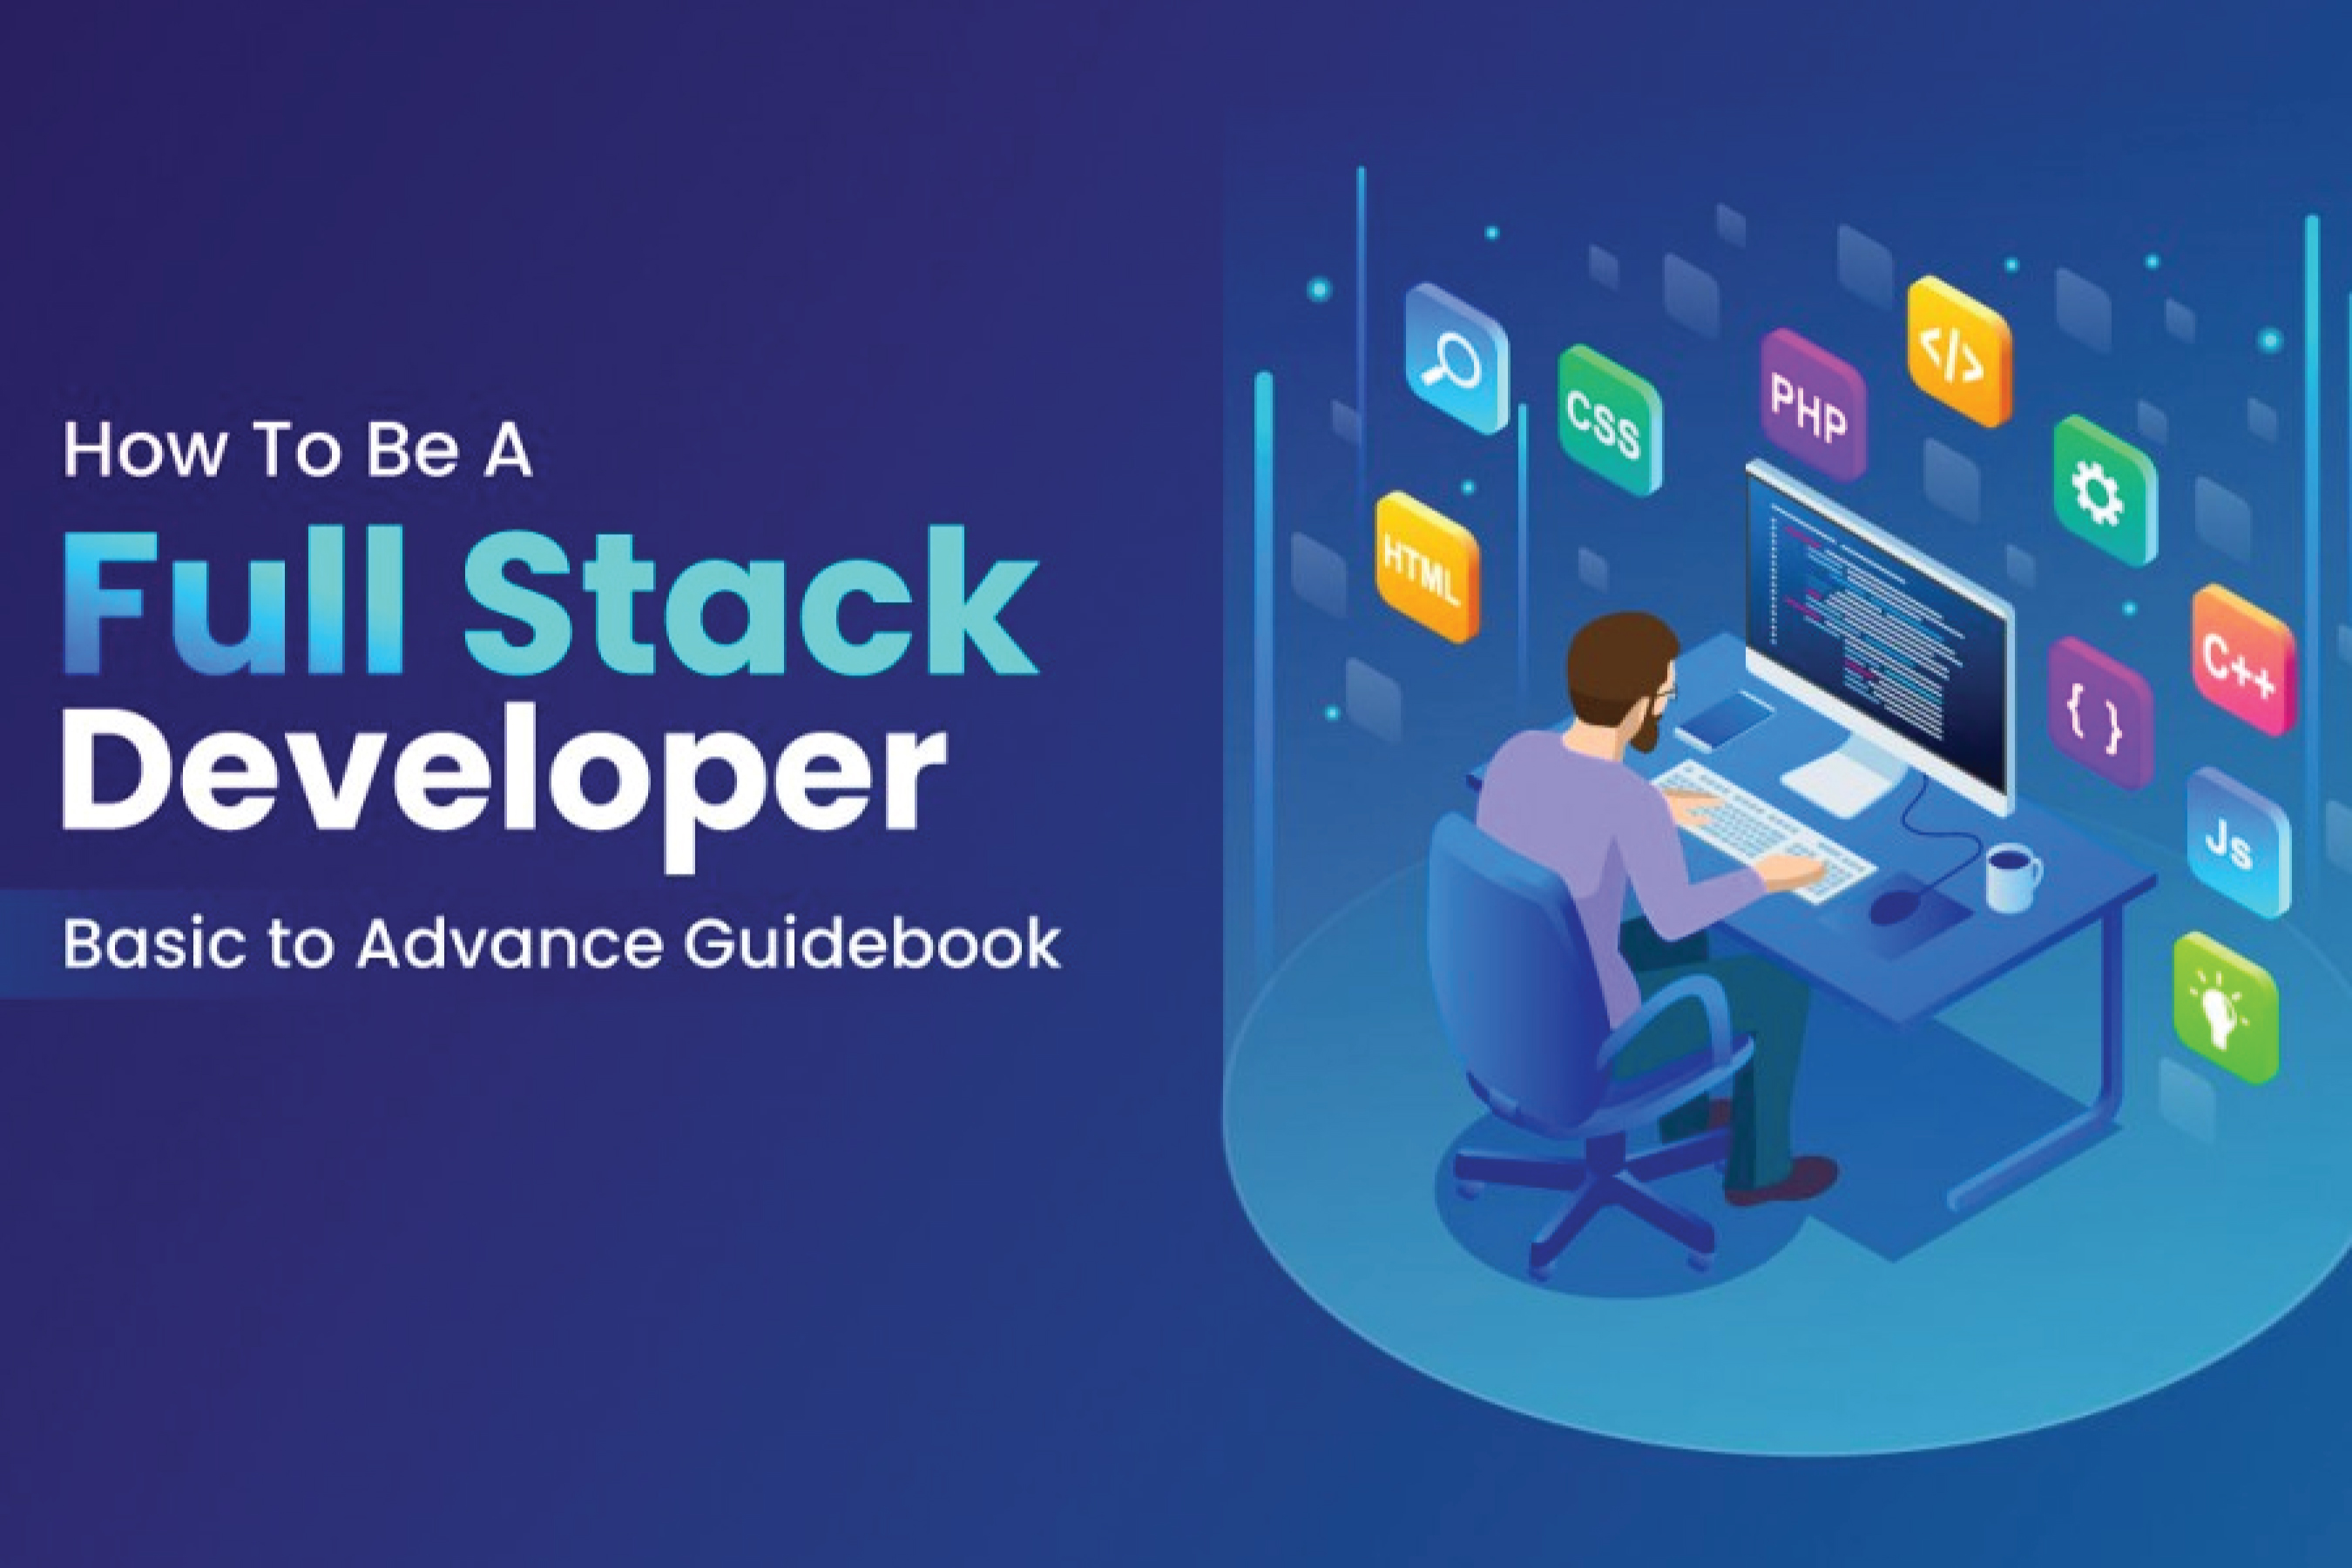 How To Be A
Full Stack
Developer
Basic to Advance Guidebook
CSS
PHP
</>
HTML
C++
{ }
Js